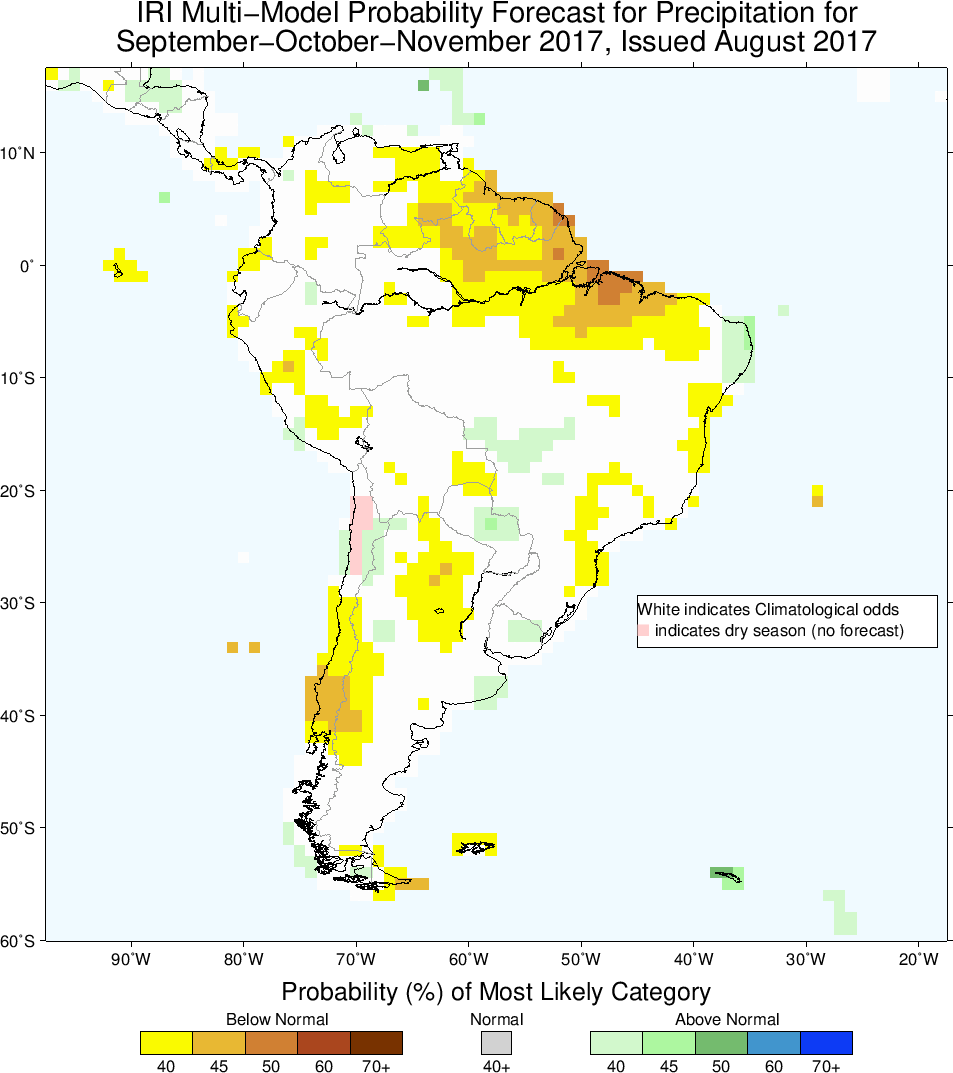 IRI Multi−Model Probability Forecast for Precipitation for
September−October−November 2017, Issued August 2017
10˚N
0˚
10˚S
20˚S
30˚S
40˚S
50˚S
60˚S
White indicates Climatological odds
indicates dry season (no forecast)
90˚W 80˚W 70˚W 60˚W 50˚W 40˚W 30˚W 20˚W
Probability (%) of Most Likely Category
Below Normal Normal Above Normal
40 45 50 60 70+ 40+ 40 45 50 60 70+